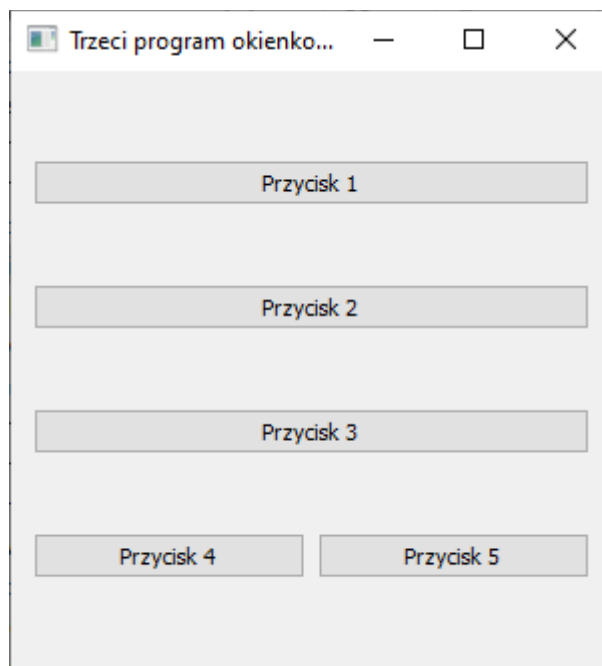 Trzeci program okienko...
Przycisk 1
Przycisk 2
Przycisk 3
Przycisk 4 Przycisk 5